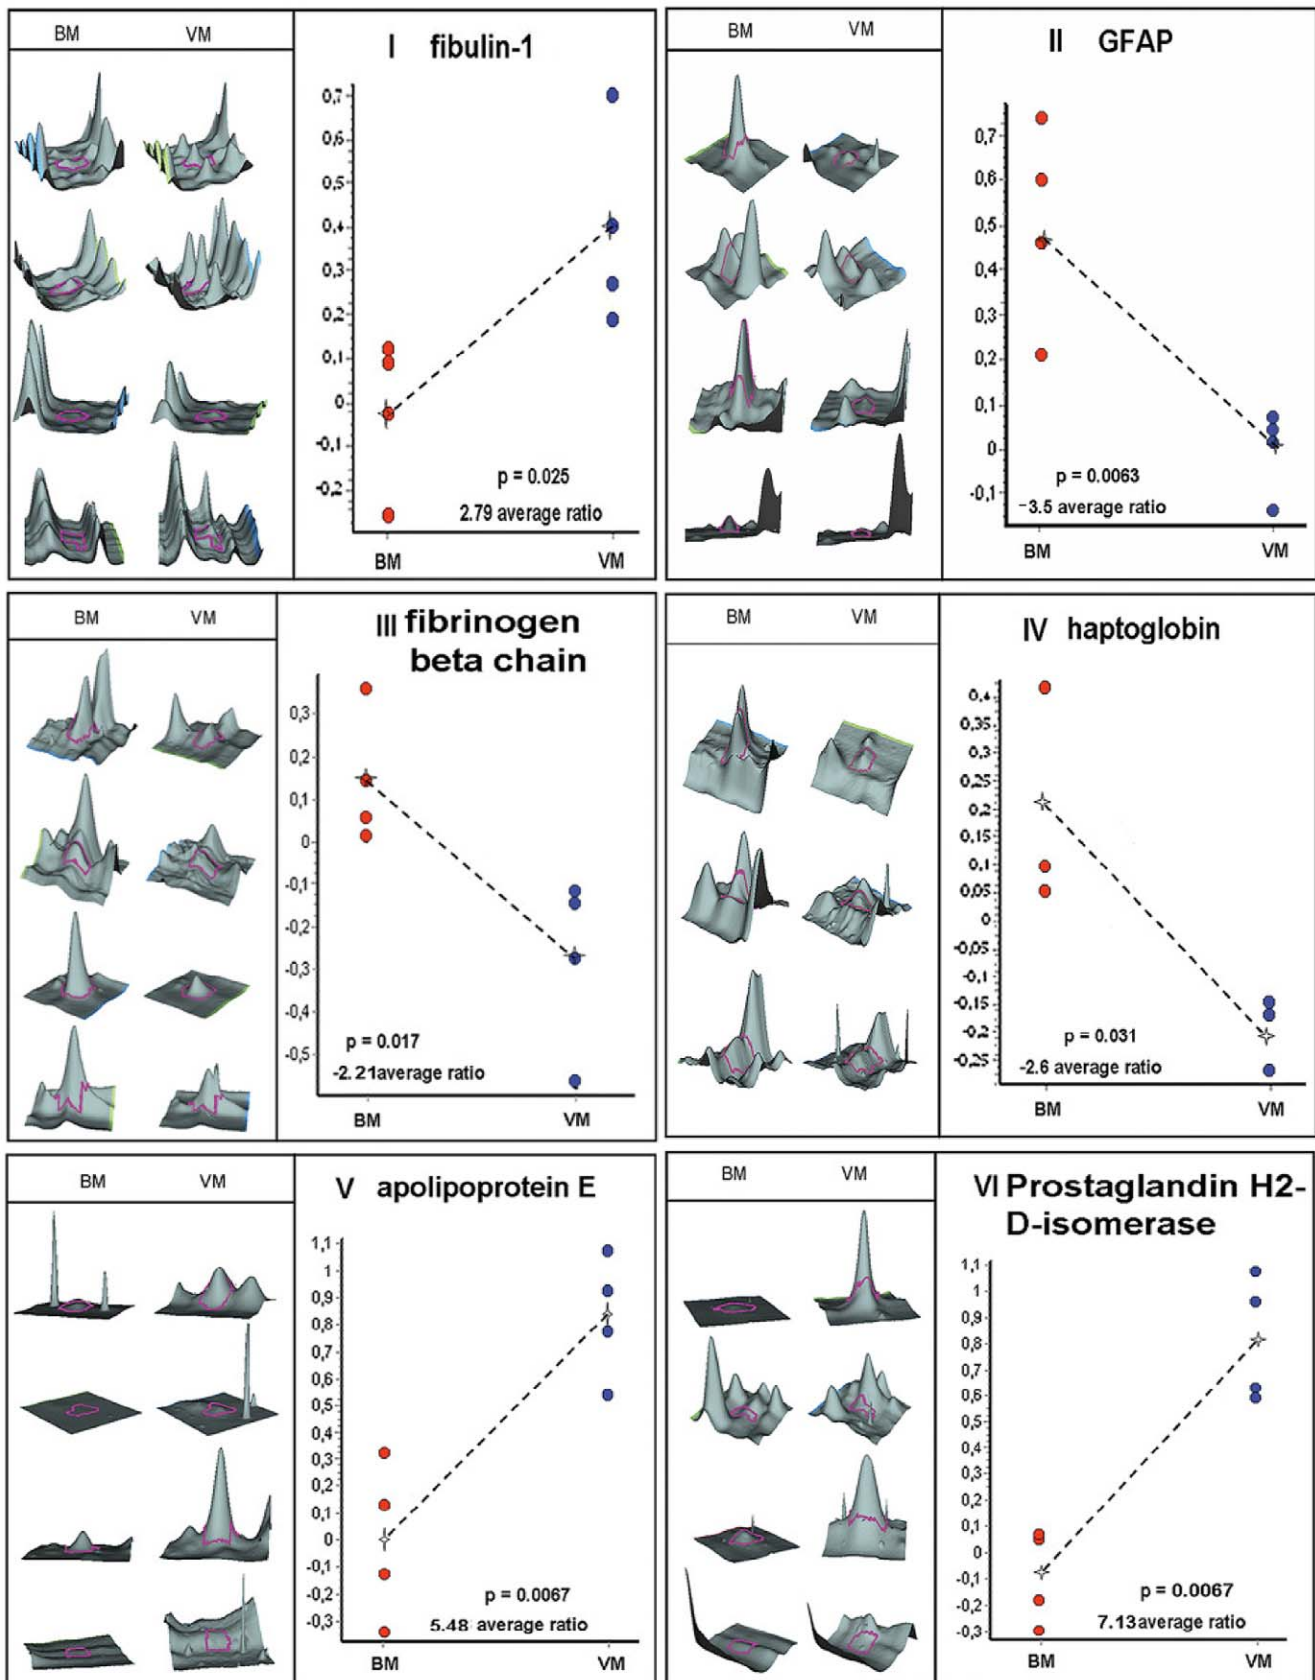 BM VM
I fibulin-1
0,7
0,6
0,5
0,4
0,3
0,2
0,1
0
-0,1
-0,2
p = 0.025
2.79 average ratio
BM VM
BM VM
II GFAP
0,7
0,6
0,5
0,4
0,3
0,2
0,1
0
-0,1
p = 0.0063
-3.5 average ratio
BM VM
BM VM
III fibrinogen
beta chain
0,3
0,2
0,1
0
-0,1
-0,2
-0,3
-0,4
-0,5
p = 0.017
-2.21 average ratio
BM VM
BM VM
IV haptoglobin
0,4
0,35
0,3
0,25
0,2
0,15
0,1
0,05
0
-0,05
-0,1
-0,15
-0,2
-0,25
p = 0.031
-2.6 average ratio
BM VM
BM VM
V apolipoprotein E
1,1
1
0,9
0,8
0,7
0,6
0,5
0,4
0,3
0,2
0,1
0
-0,1
-0,2
-0,3
p = 0.0067
5.48 average ratio
BM VM
BM VM
VI Prostaglandin H2-
D-isomerase
1,1
1
0,9
0,8
0,7
0,6
0,5
0,4
0,3
0,2
0,1
0
-0,1
-0,2
-0,3
p = 0.0067
7.13 average ratio
BM VM